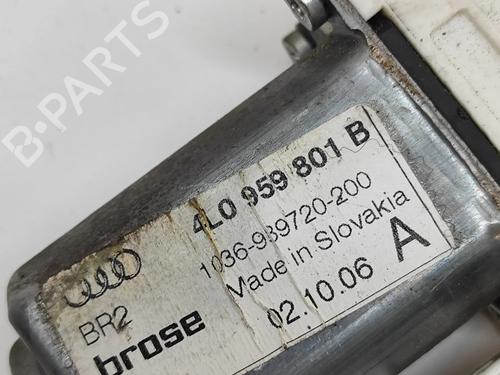 B-PARTS
4L0 959 801 B
1036-989720-200
Made in Slovakia
BR2
02.10.06 A
brose